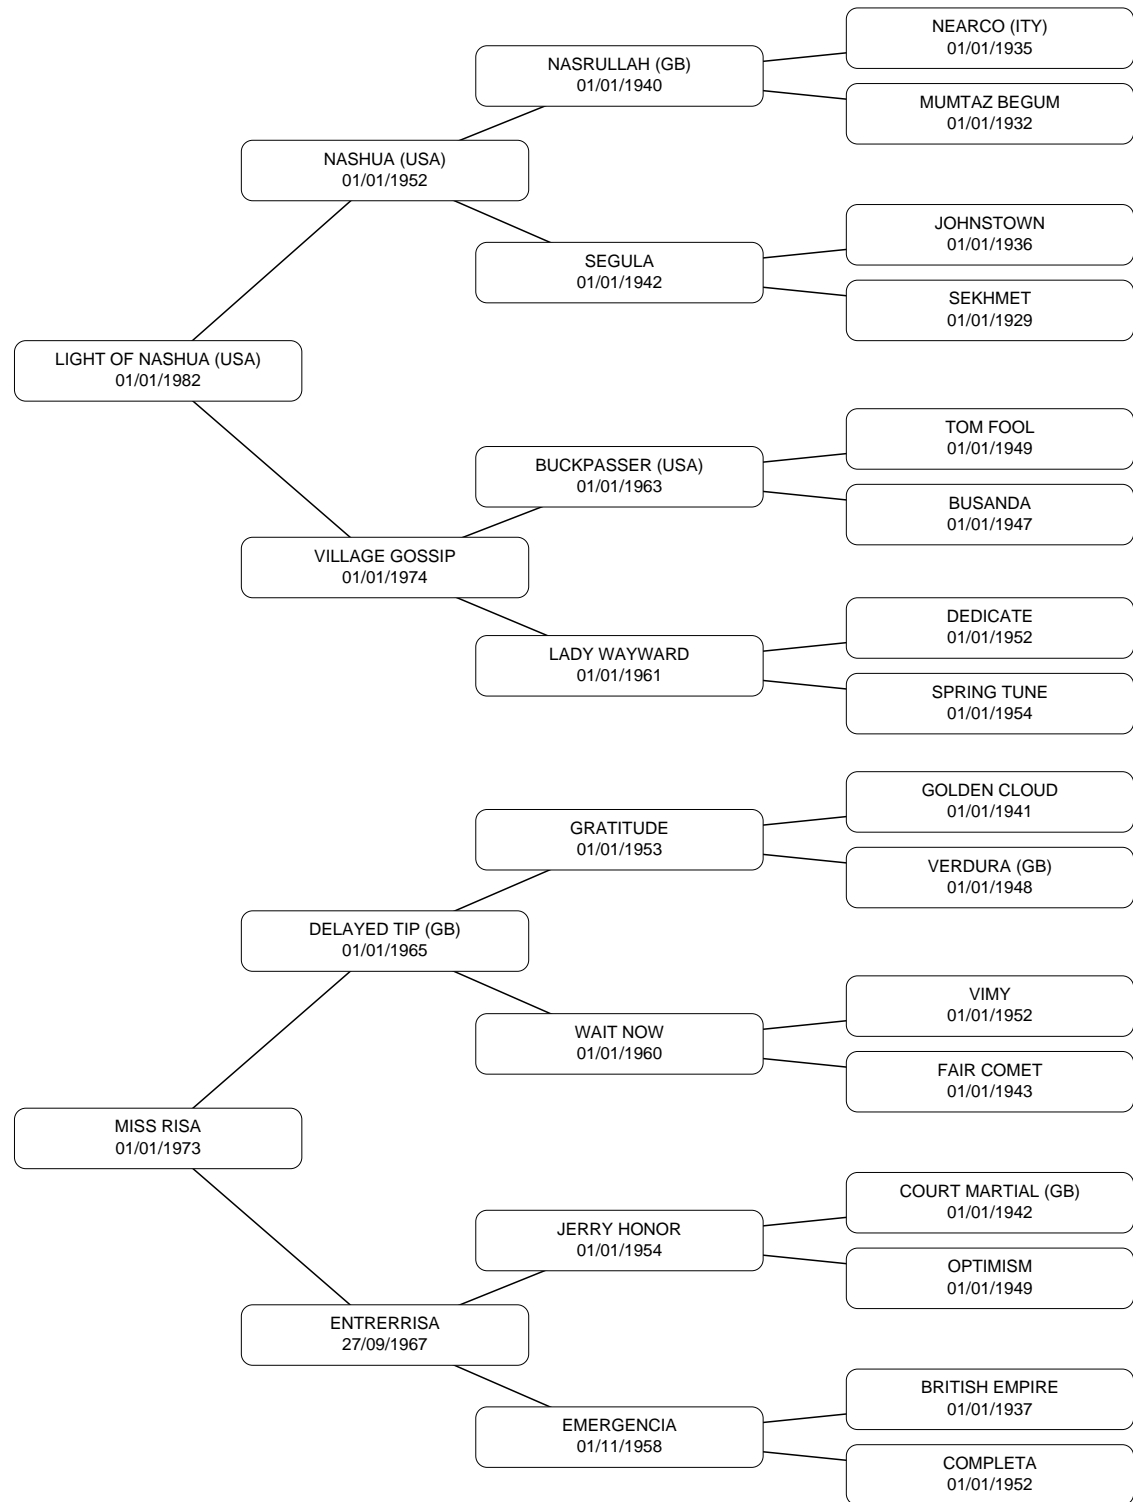 NEARCO (ITY)
01/01/1935
NASRULLAH (GB)
01/01/1940
MUMTAZ BEGUM
01/01/1932
NASHUA (USA)
01/01/1952
JOHNSTOWN
01/01/1936
SEGULA
01/01/1942
SEKHMET
01/01/1929
LIGHT OF NASHUA (USA)
01/01/1982
TOM FOOL
01/01/1949
BUCKPASSER (USA)
01/01/1963
BUSANDA
01/01/1947
VILLAGE GOSSIP
01/01/1974
DEDICATE
01/01/1952
LADY WAYWARD
01/01/1961
SPRING TUNE
01/01/1954
GOLDEN CLOUD
01/01/1941
GRATITUDE
01/01/1953
VERDURA (GB)
01/01/1948
DELAYED TIP (GB)
01/01/1965
VIMY
01/01/1952
WAIT NOW
01/01/1960
FAIR COMET
01/01/1943
MISS RISA
01/01/1973
COURT MARTIAL (GB)
01/01/1942
JERRY HONOR
01/01/1954
OPTIMISM
01/01/1949
ENTRERRISA
27/09/1967
BRITISH EMPIRE
01/01/1937
EMERGENCIA
01/11/1958
COMPLETA
01/01/1952